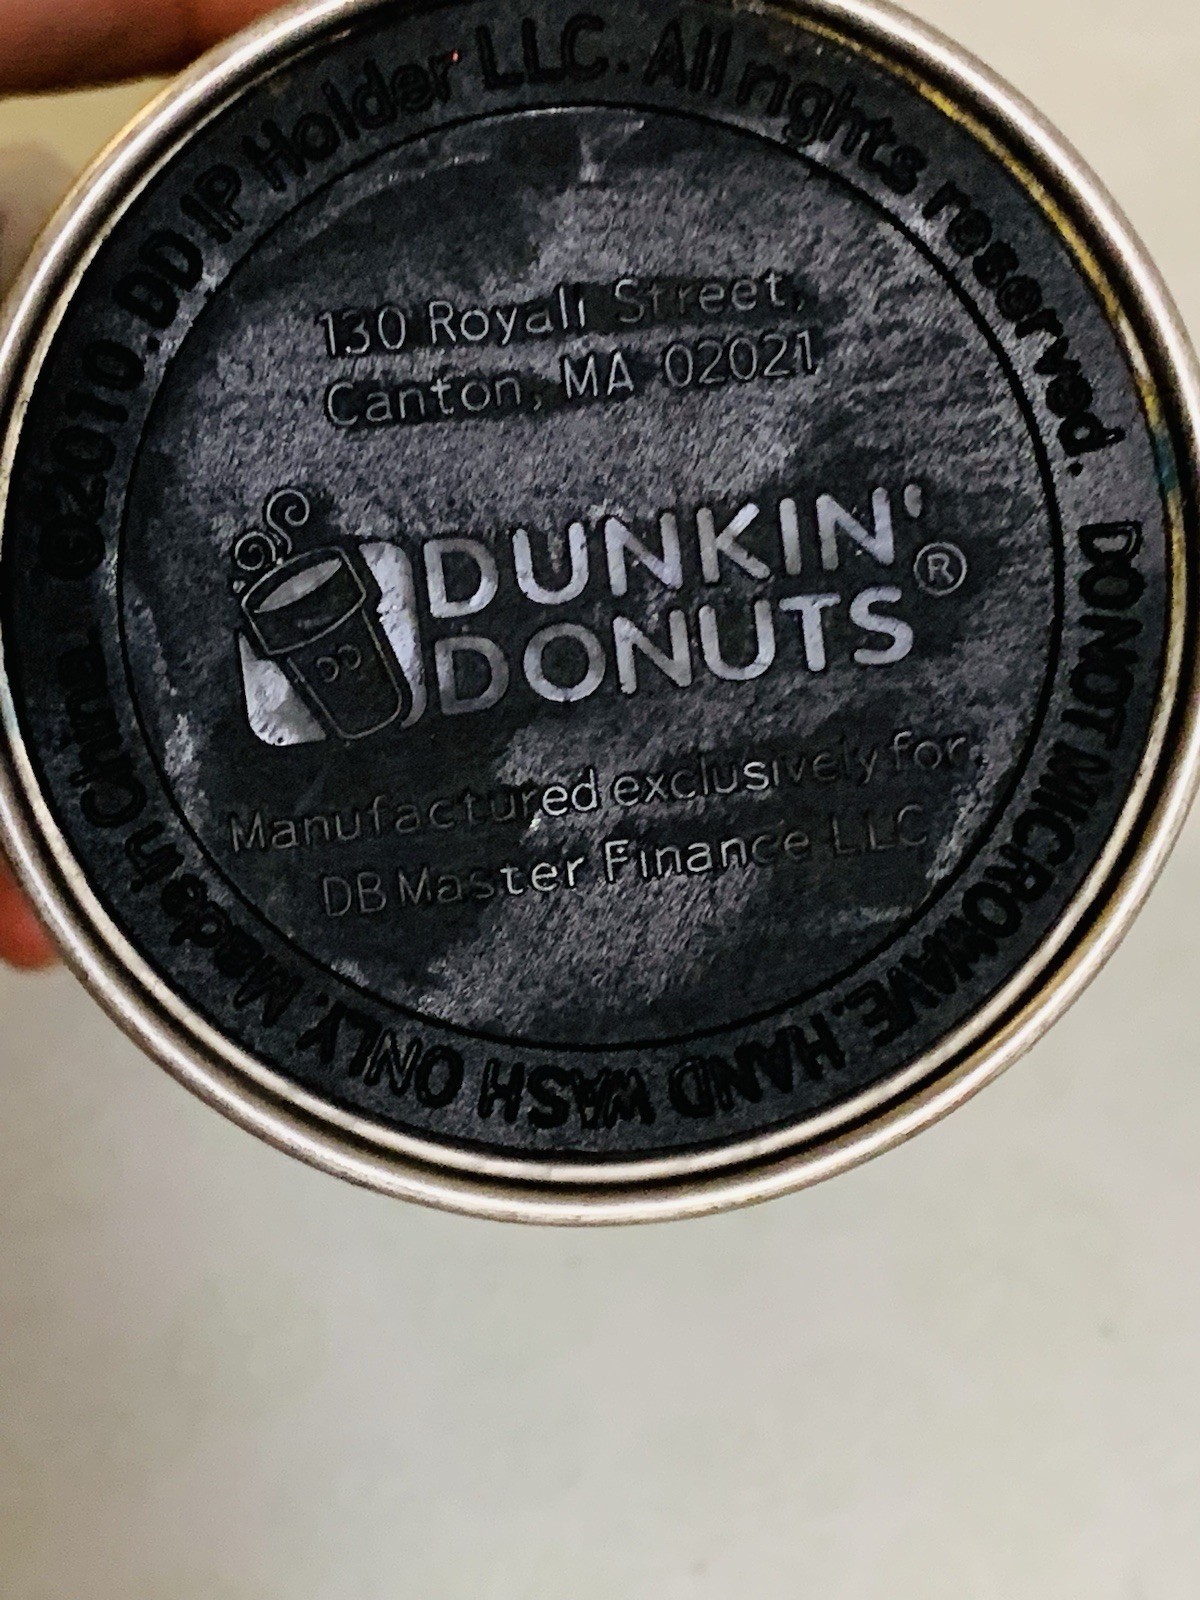 ©2010.DD IP Holder LLC. All rights reserved. DO NOT MICROWAVE. HAND WASH ONLY. Made in China
130 Royall Street,
Canton, MA 02021
DUNKIN'
DONUTS®
DD
Manufactured exclusively for
DB Master Finance LLC